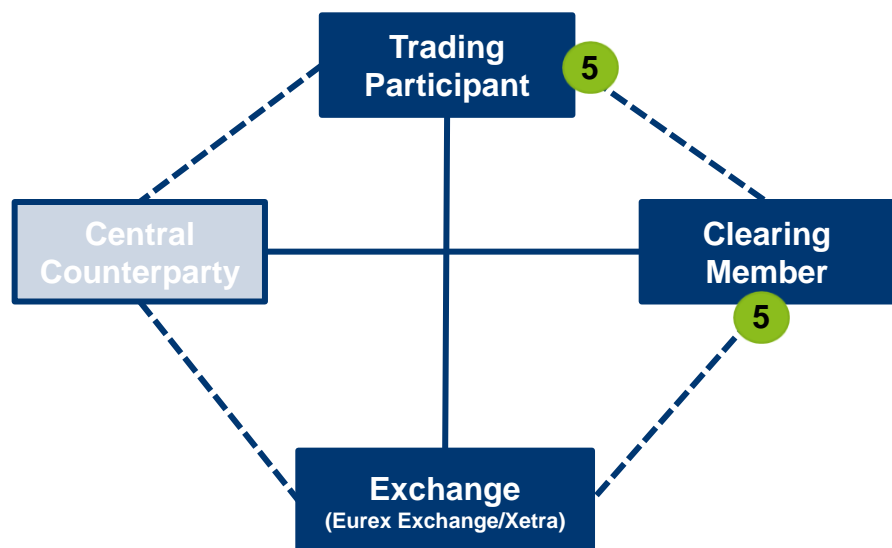 Trading
Participant
5
Central
Counterparty
Clearing
Member
5
Exchange
(Eurex Exchange/Xetra)